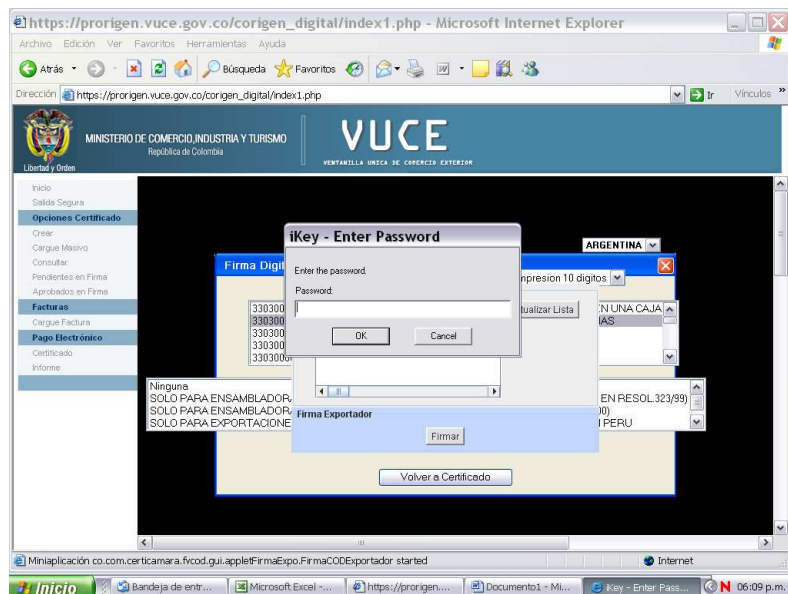 https://prorigen.vuce.gov.co/corigen_digital/index1.php - Microsoft Internet Explorer
Archivo Edición Ver Favoritos Herramientas Ayuda
Atrás Búsqueda Favoritos
Dirección https://prorigen.vuce.gov.co/corigen_digital/index1.php Ir Vínculos »
Libertad y Orden
MINISTERIO DE COMERCIO,INDUSTRIA Y TURISMO
República de Colombia
VUCE
VENTANILLA UNICA DE COMERCIO EXTERIOR
Inicio
Salida Segura
Opciones Certificado
Crear
Cargue Masivo
Consultar
Pendientes en Firma
Aprobados en Firma
Facturas
Cargue Factura
Pago Electrónico
Certificado
Informe
ARGENTINA
Firma Digit
mpresion 10 digitos
iKey - Enter Password
Enter the password.
Password:
OK Cancel
tualizar Lista
330300 EN UNA CAJA
330300 AS
330300
330300
330300
Ninguna
SOLO PARA ENSAMBLADOR EN RESOL.323/99)
SOLO PARA ENSAMBLADOR 00)
SOLO PARA EXPORTACIONE PERU
Firma Exportador
Firmar
Volver a Certificado
Miniaplicación co.com.certicamara.fvcod.gui.appletFirmaExpo.FirmaCODExportador started Internet
Inicio Bandeja de entr... Microsoft Excel -... https://prorigen.... Documento1 - Mi... iKey - Enter Pass... 06:09 p.m.